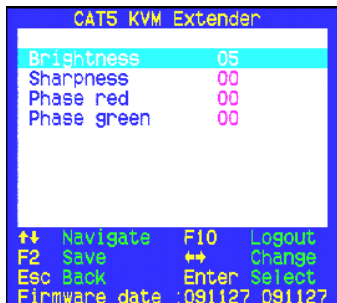 CAT5 KVM Extender
Brightness 05
Sharpness 00
Phase red 00
Phase green 00
↑↓ Navigate F10 Logout
F2 Save ↔ Change
Esc Back Enter Select
Firmware date :091127 091127